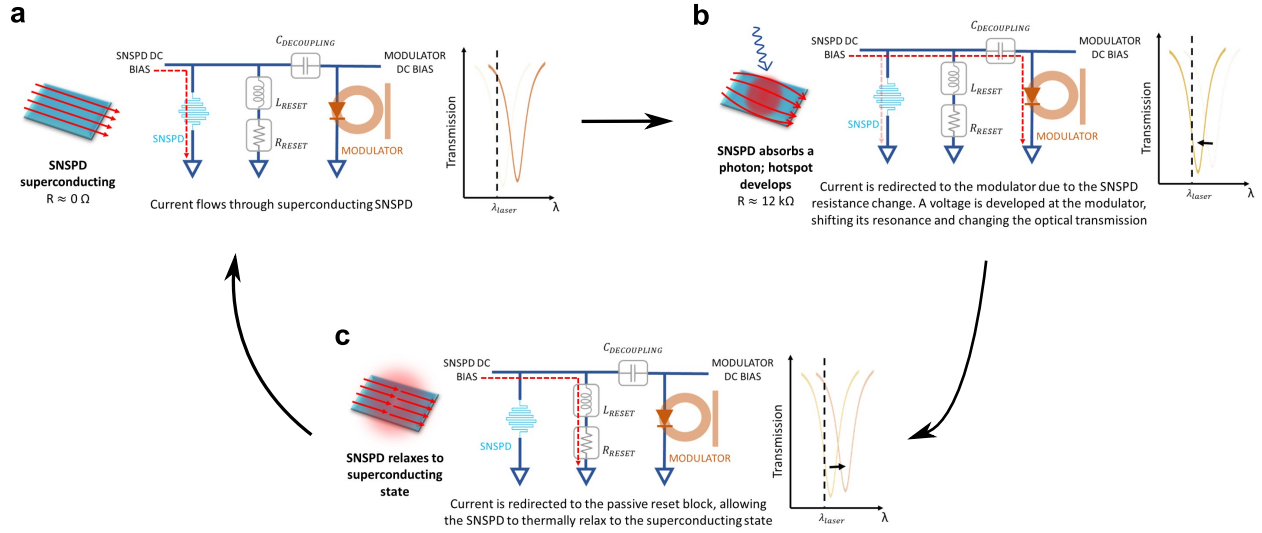 a
SNSPD DC
BIAS
C_DECOUPLING
MODULATOR
DC BIAS
L_RESET
R_RESET
SNSPD
MODULATOR
SNSPD
superconducting
R ≈ 0 Ω
Current flows through superconducting SNSPD
Transmission
λ_laser
λ
b
SNSPD DC
BIAS
C_DECOUPLING
MODULATOR
DC BIAS
L_RESET
R_RESET
SNSPD
MODULATOR
SNSPD absorbs a
photon; hotspot
develops
R ≈ 12 kΩ
Current is redirected to the modulator due to the SNSPD
resistance change. A voltage is developed at the modulator,
shifting its resonance and changing the optical transmission
Transmission
λ_laser
λ
c
SNSPD DC
BIAS
C_DECOUPLING
MODULATOR
DC BIAS
L_RESET
R_RESET
SNSPD
MODULATOR
SNSPD relaxes to
superconducting
state
Current is redirected to the passive reset block, allowing
the SNSPD to thermally relax to the superconducting state
Transmission
λ_laser
λ